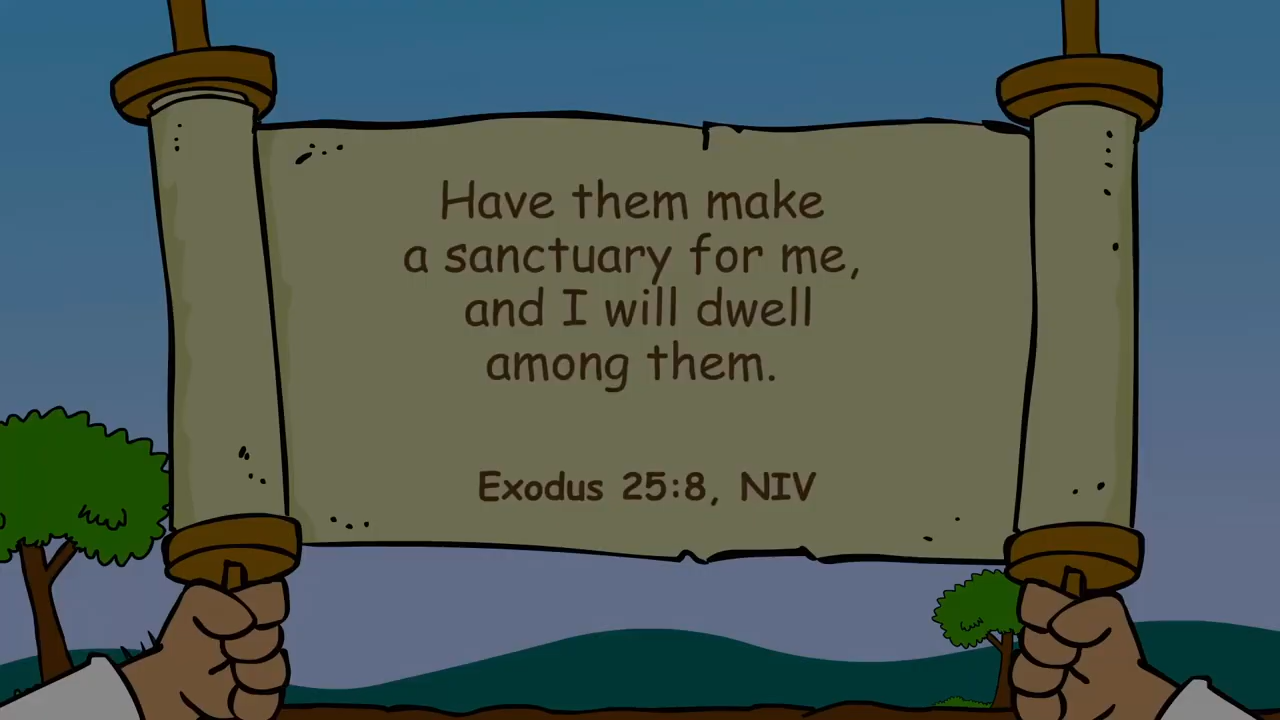 Have them make
a sanctuary for me,
and I will dwell
among them.
Exodus 25:8, NIV